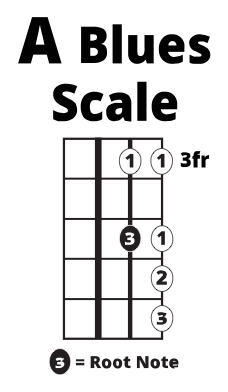 A Blues
Scale
1 1 3fr
3 1
2
3
3 = Root Note